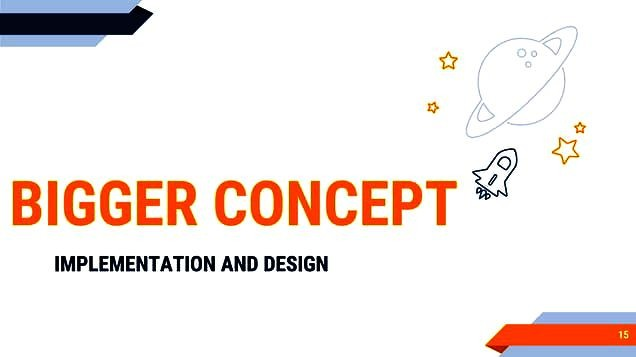 BIGGER CONCEPT
IMPLEMENTATION AND DESIGN
15